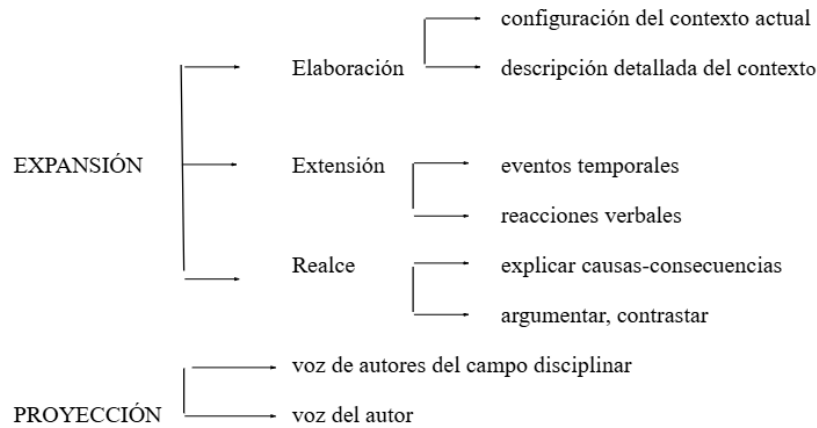 configuración del contexto actual
Elaboración
descripción detallada del contexto
EXPANSIÓN
Extensión
eventos temporales
reacciones verbales
Realce
explicar causas-consecuencias
argumentar, contrastar
voz de autores del campo disciplinar
PROYECCIÓN
voz del autor